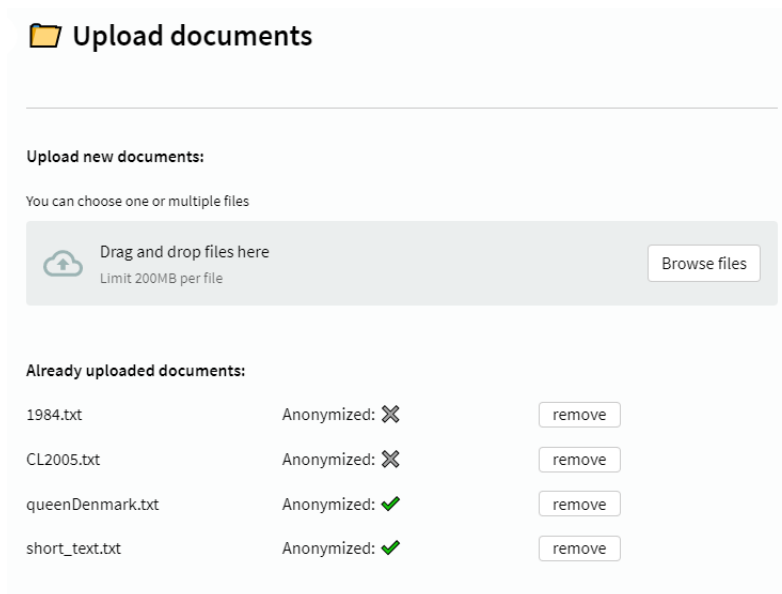 Upload documents
Upload new documents:
You can choose one or multiple files
Drag and drop files here
Limit 200MB per file
Browse files
Already uploaded documents:
1984.txt Anonymized: remove
CL2005.txt Anonymized: remove
queenDenmark.txt Anonymized: remove
short_text.txt Anonymized: remove